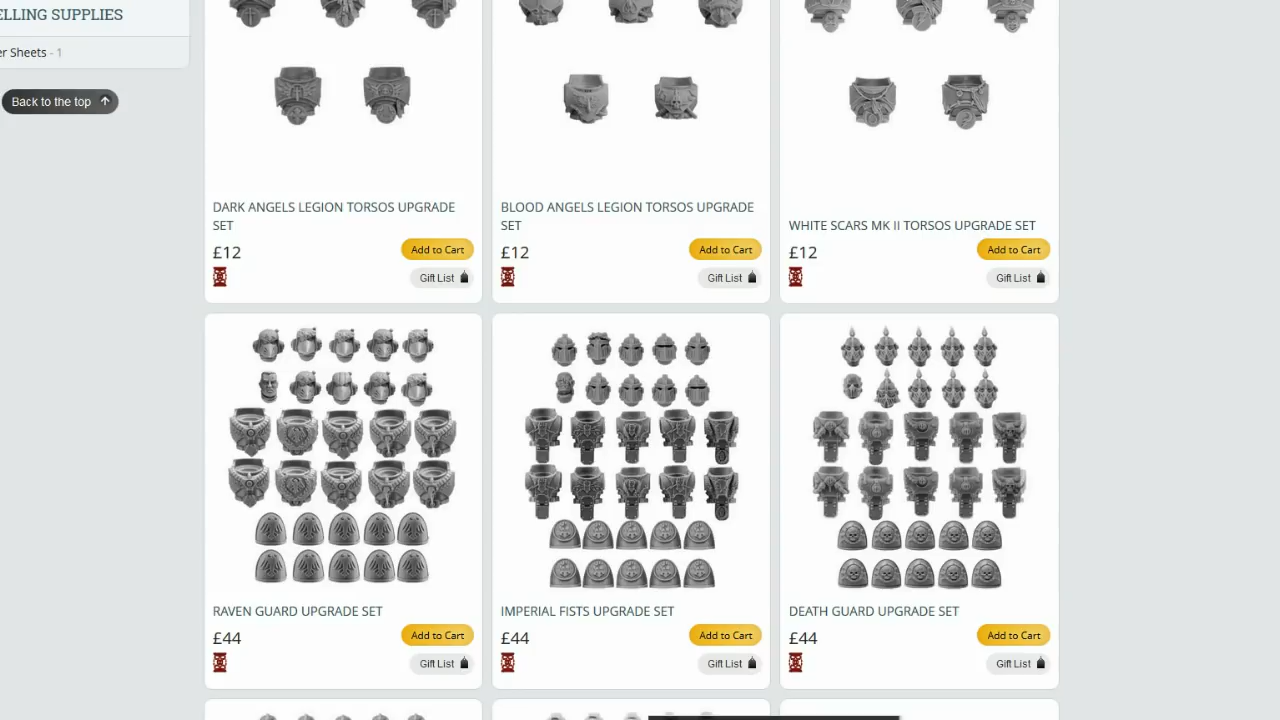 ELLING SUPPLIES
er Sheets - 1
Back to the top
DARK ANGELS LEGION TORSOS UPGRADE
SET
£12
Add to Cart
Gift List
BLOOD ANGELS LEGION TORSOS UPGRADE
SET
£12
Add to Cart
Gift List
WHITE SCARS MK II TORSOS UPGRADE SET
£12
Add to Cart
Gift List
RAVEN GUARD UPGRADE SET
£44
Add to Cart
Gift List
IMPERIAL FISTS UPGRADE SET
£44
Add to Cart
Gift List
DEATH GUARD UPGRADE SET
£44
Add to Cart
Gift List